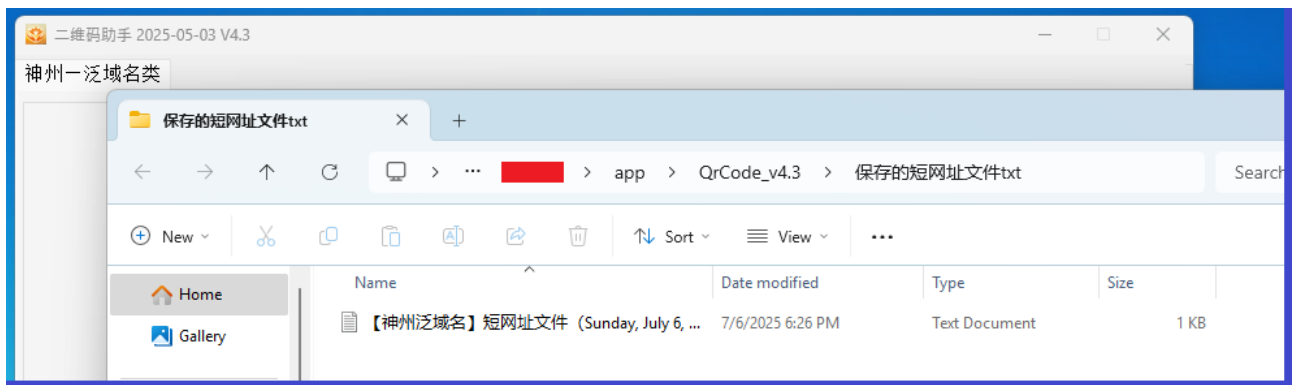 二维码助手 2025-05-03 V4.3
神州一泛域名类
保存的短网址文件txt
app > QrCode_v4.3 > 保存的短网址文件txt
Search
New
Sort
View
Home
Gallery
Name Date modified Type Size
【神州泛域名】短网址文件（Sunday, July 6, ... 7/6/2025 6:26 PM Text Document 1 KB